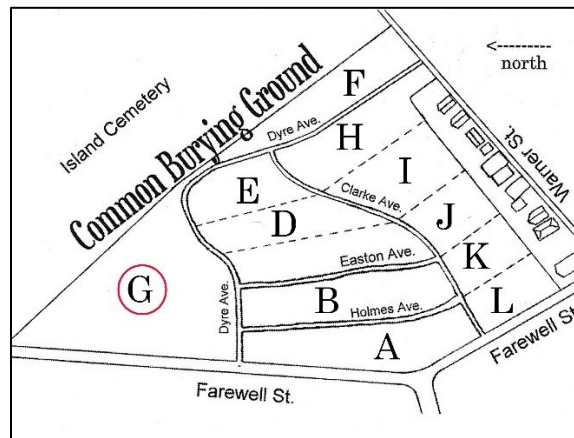 F
north
Common Burying Ground
Island Cemetery
Dyre Ave.
H
Warner St.
E
I
Clarke Ave.
D
J
Easton Ave.
K
G
Dyre Ave.
B
Holmes Ave.
L
A
Farewell St.
Farewell St.